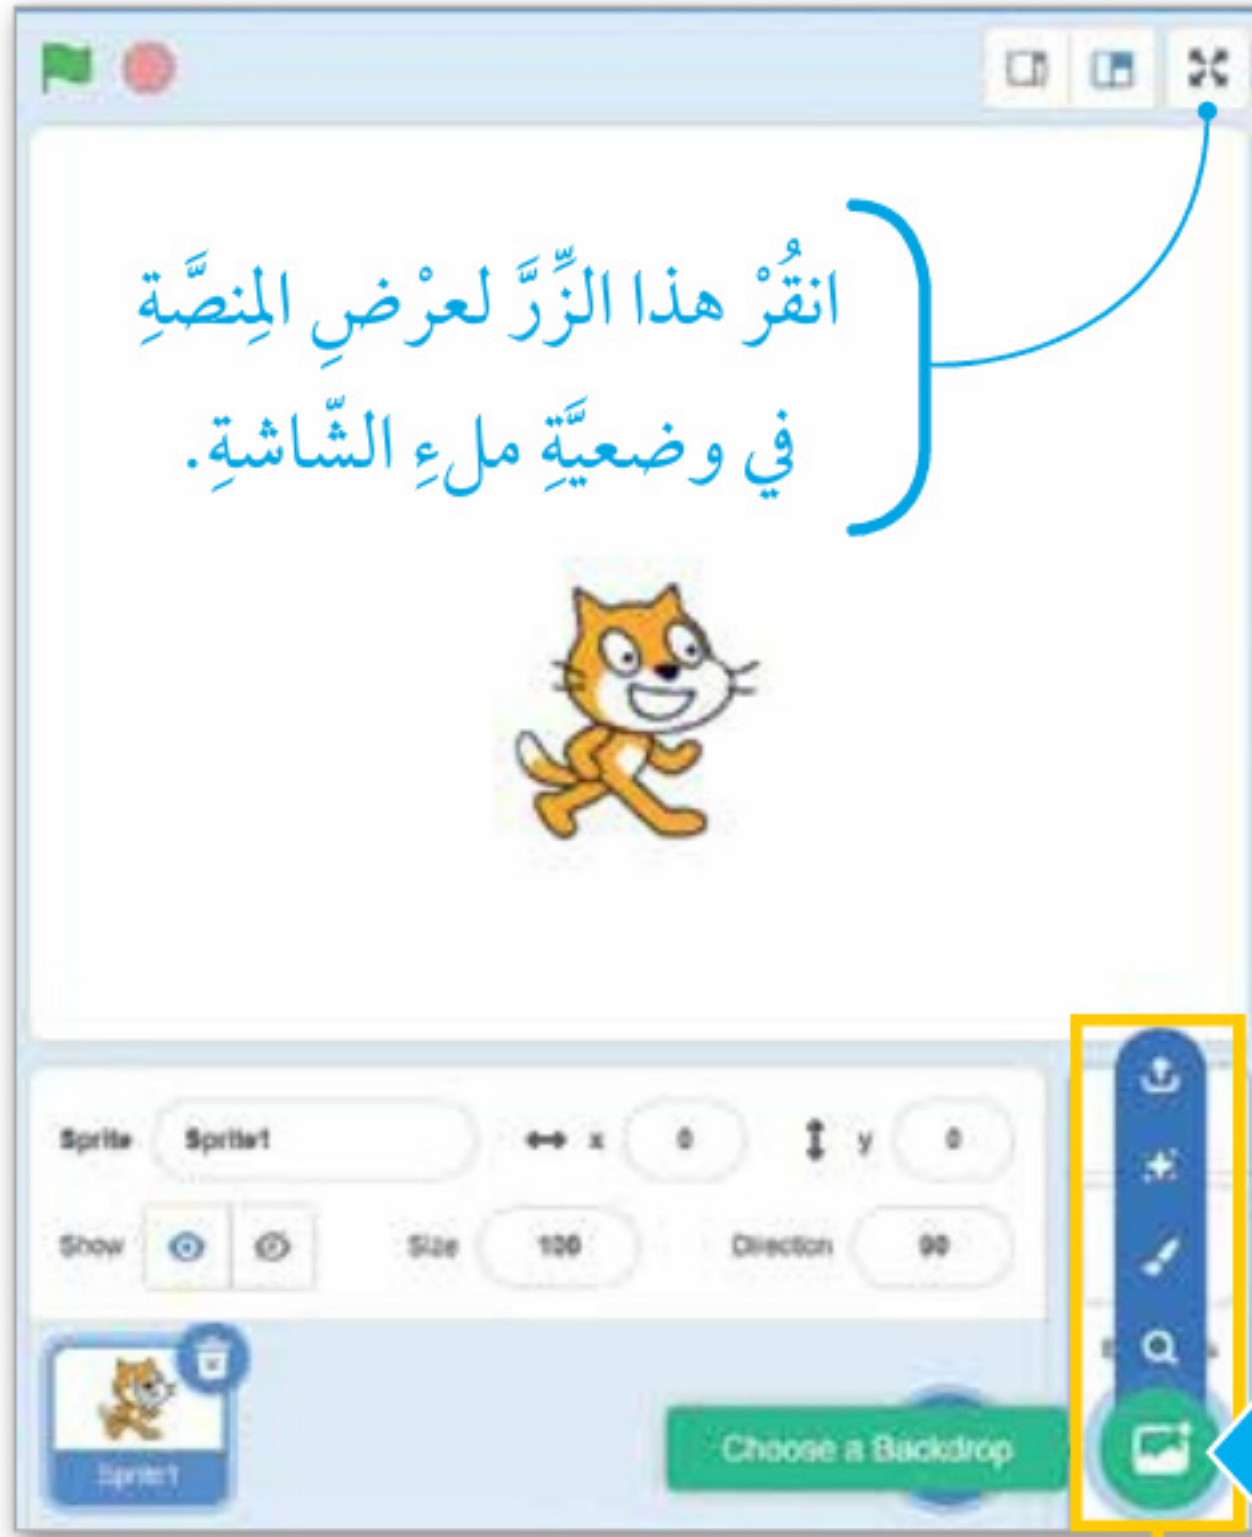 انقُرْ هذا الزِّرَّ لعرْضِ المِنصَّةِ
في وضعيَّةِ ملءِ الشّاشةِ.
Sprite Sprite1 x 0 y 0
Show Size 100 Direction 90
Sprite1
Choose a Backdrop